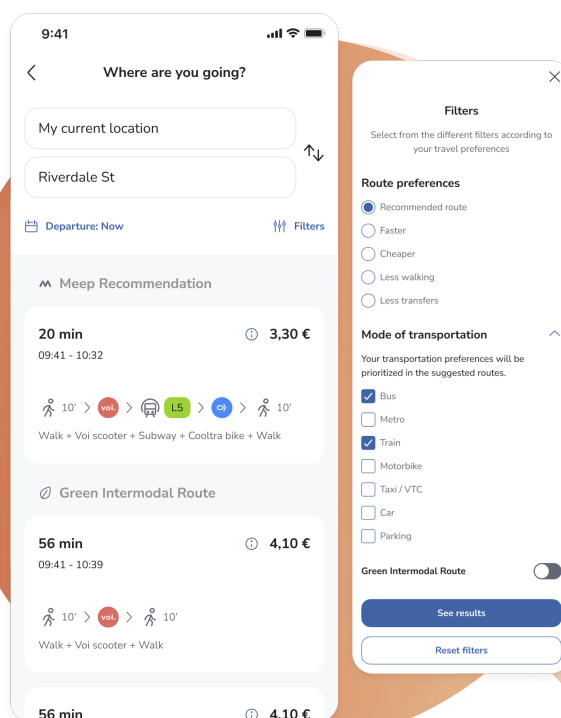 9:41
Where are you going?
My current location
Riverdale St
Departure: Now
Filters
Meep Recommendation
20 min
3,30 €
09:41 - 10:32
10'
voi.
L5
10'
Walk + Voi scooter + Subway + Cooltra bike + Walk
Green Intermodal Route
56 min
4,10 €
09:41 - 10:39
10'
voi.
10'
Walk + Voi scooter + Walk
56 min
4,10 €
Filters
Select from the different filters according to
your travel preferences
Route preferences
Recommended route
Faster
Cheaper
Less walking
Less transfers
Mode of transportation
Your transportation preferences will be
prioritized in the suggested routes.
Bus
Metro
Train
Motorbike
Taxi / VTC
Car
Parking
Green Intermodal Route
See results
Reset filters